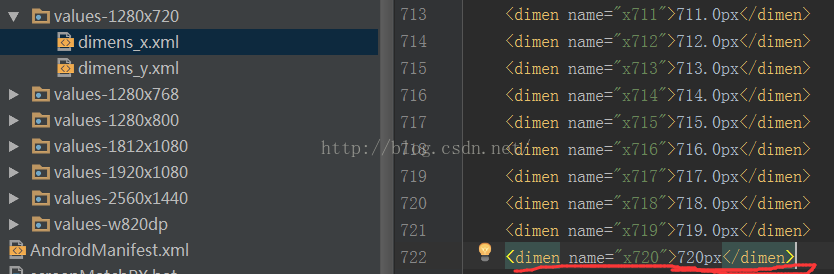 values-1280x720
dimens_x.xml
dimens_y.xml
values-1280x768
values-1280x800
values-1812x1080
values-1920x1080
values-2560x1440
values-w820dp
AndroidManifest.xml
screenMatchPX.bat
713 <dimen name="x711">711.0px</dimen>
714 <dimen name="x712">712.0px</dimen>
715 <dimen name="x713">713.0px</dimen>
716 <dimen name="x714">714.0px</dimen>
717 <dimen name="x715">715.0px</dimen>
718 <dimen name="x716">716.0px</dimen>
719 <dimen name="x717">717.0px</dimen>
720 <dimen name="x718">718.0px</dimen>
721 <dimen name="x719">719.0px</dimen>
722 <dimen name="x720">720px</dimen>
http://blog.csdn.net/